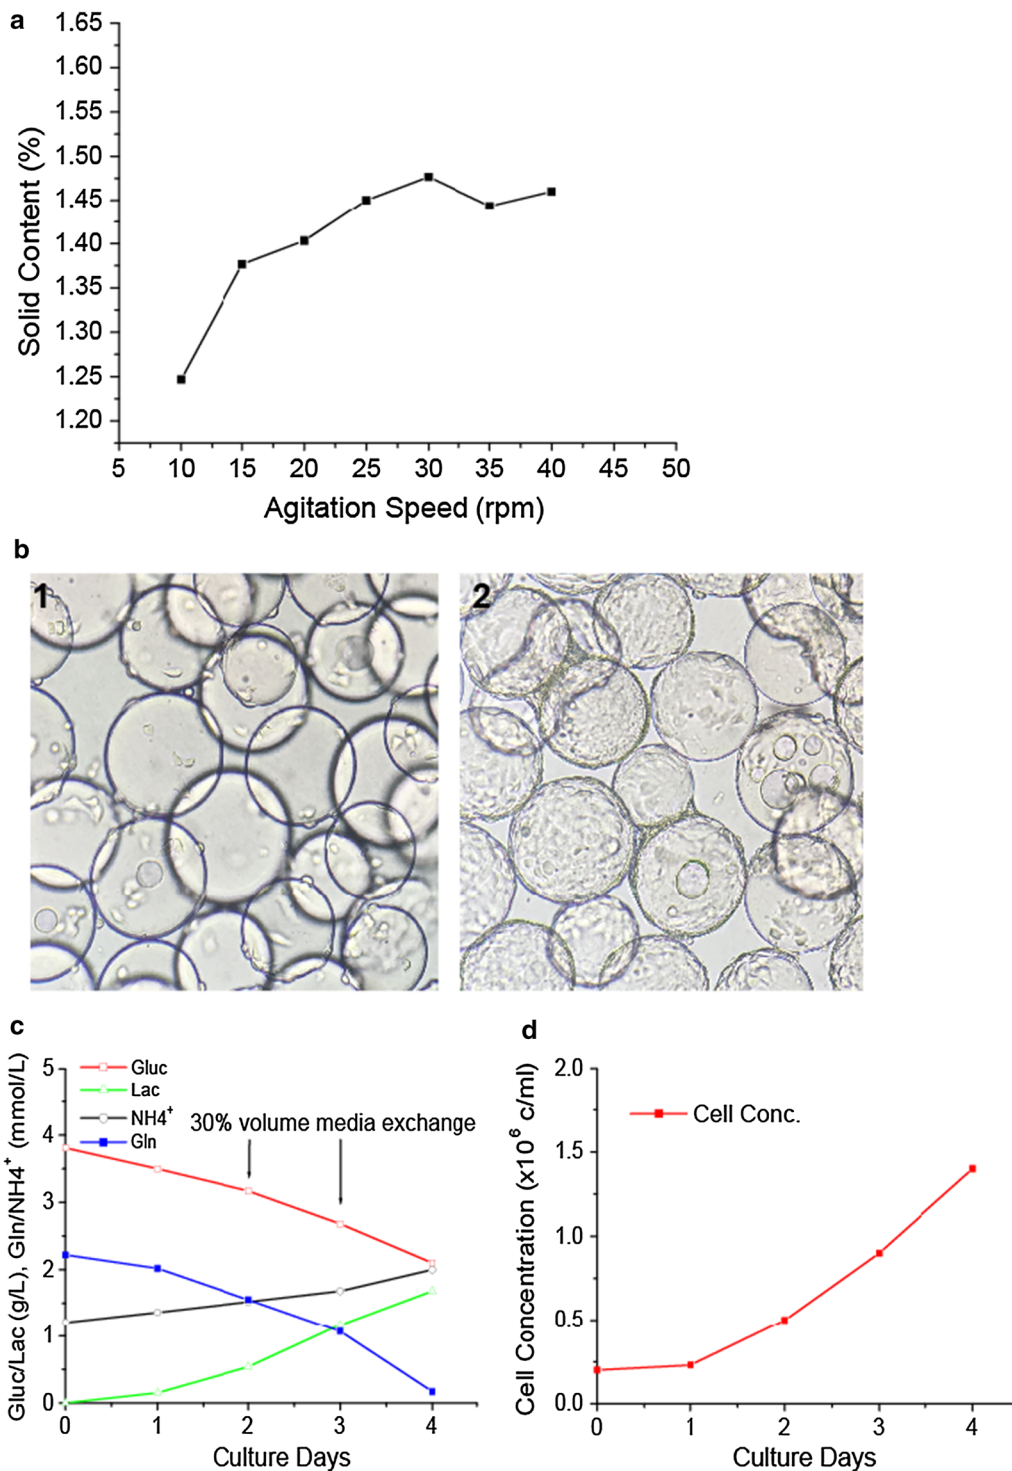 a
1.65
1.60
1.55
1.50
1.45
1.40
1.35
1.30
1.25
1.20
Solid Content (%)
5 10 15 20 25 30 35 40 45 50
Agitation Speed (rpm)
b
1
2
c
5
4
3
2
1
0
Gluc/Lac (g/L), Gln/NH4⁺ (mmol/L)
Gluc
Lac
NH4⁺
Gln
30% volume media exchange
0 1 2 3 4
Culture Days
d
2.0
1.5
1.0
0.5
0.0
Cell Concentration (x10⁶ c/ml)
Cell Conc.
0 1 2 3 4
Culture Days